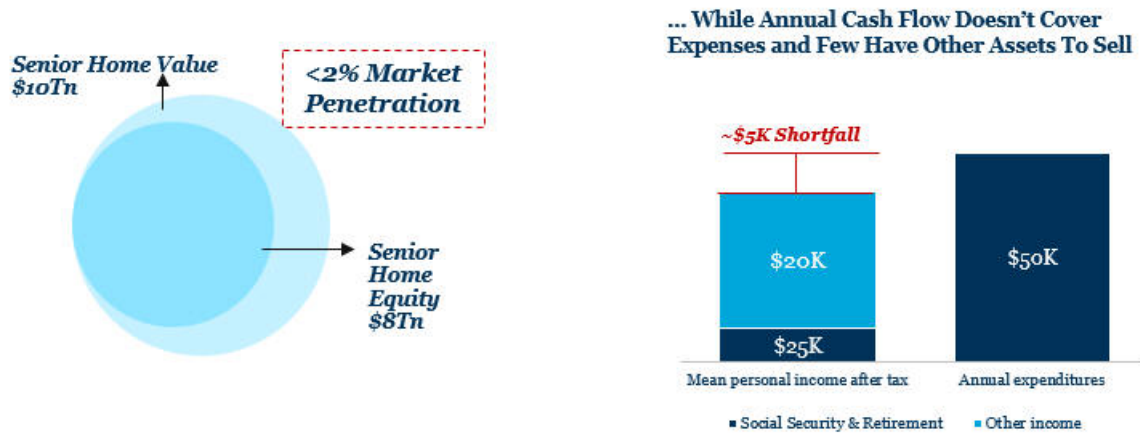 Senior Home Value
$10Tn
<2% Market
Penetration
Senior
Home
Equity
$8Tn
... While Annual Cash Flow Doesn't Cover
Expenses and Few Have Other Assets To Sell
~$5K Shortfall
$20K
$25K
$50K
Mean personal income after tax
Annual expenditures
Social Security & Retirement
Other income